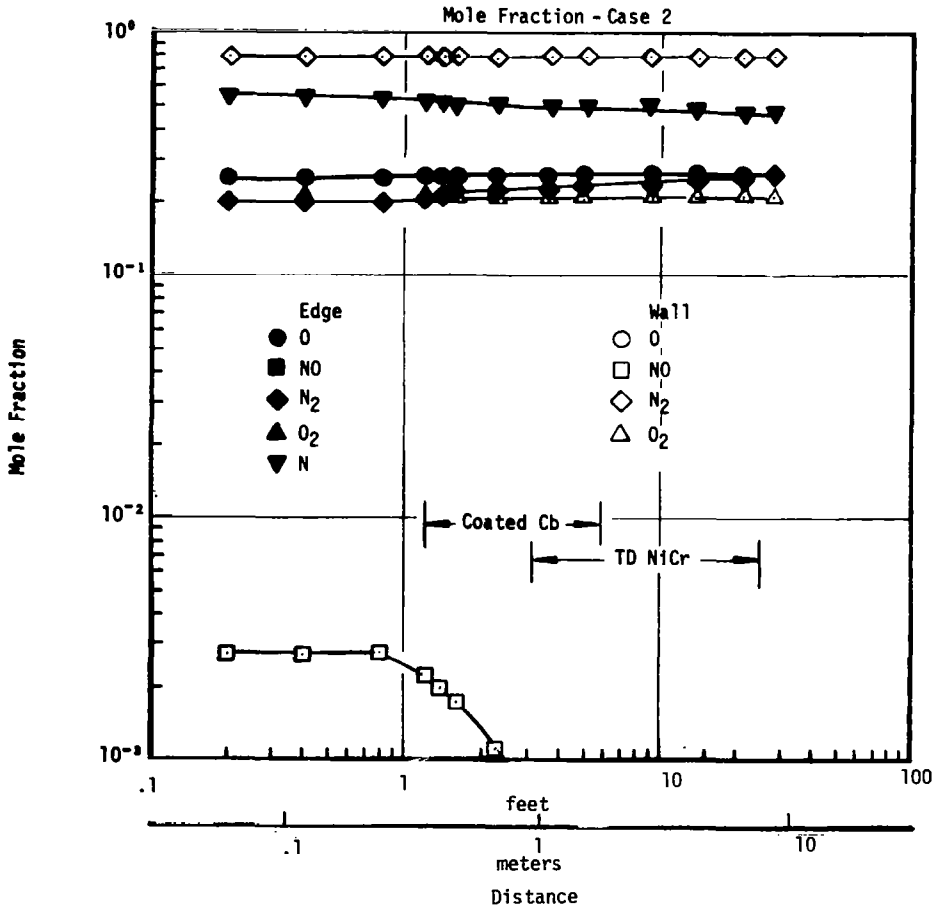 Mole Fraction - Case 2
10⁰
10⁻¹
10⁻²
10⁻³
Mole Fraction
Edge
O
NO
N₂
O₂
N
Wall
O
NO
N₂
O₂
Coated Cb
TD NiCr
.1 1 10 100
feet
.1 1 10
meters
Distance